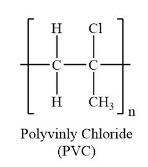 H Cl
C C
H CH3
n
Polyvinly Chloride
(PVC)